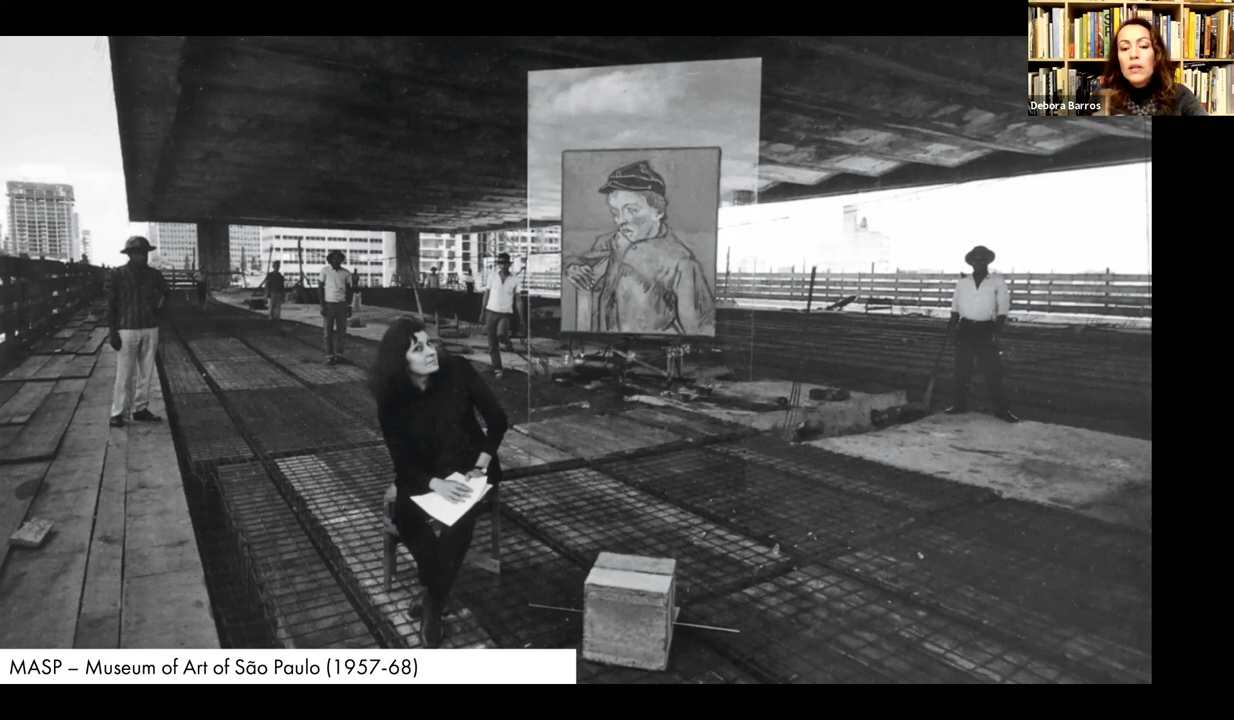 Debora Barros
MASP – Museum of Art of São Paulo (1957-68)